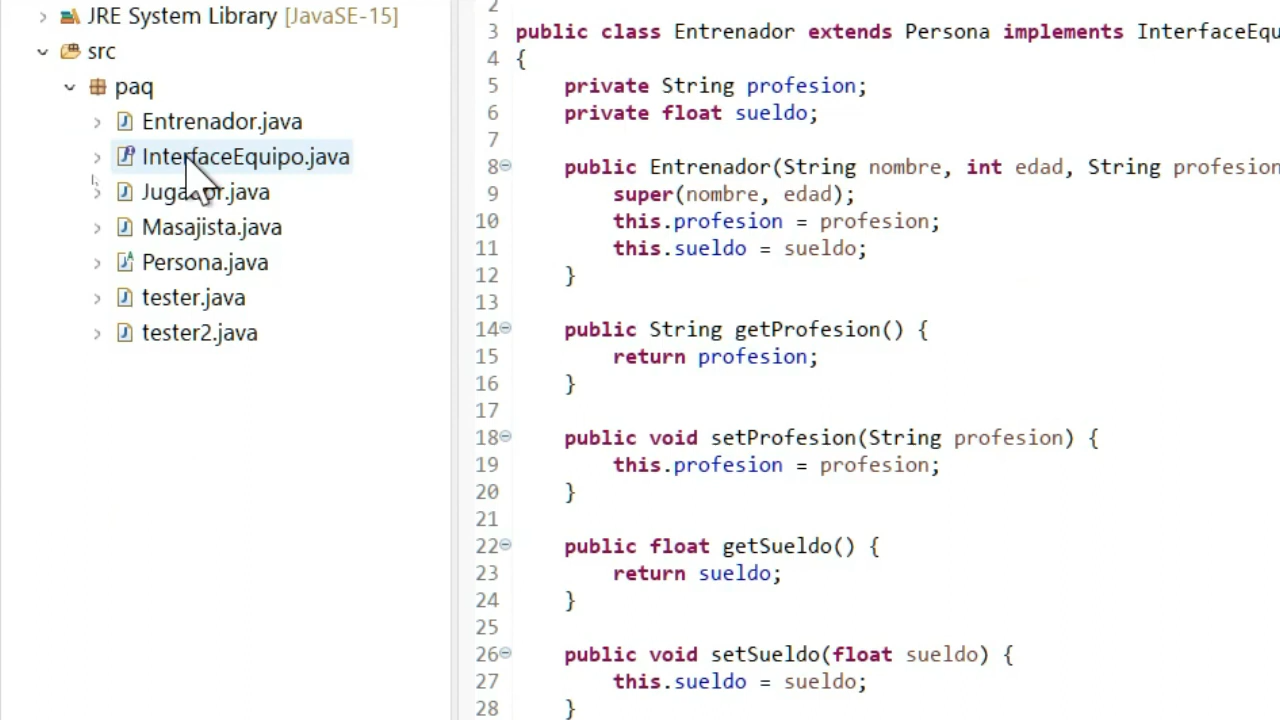 JRE System Library [JavaSE-15]
src
paq
Entrenador.java
InterfaceEquipo.java
Masajista.java
Persona.java
tester.java
tester2.java
2
3 public class Entrenador extends Persona implements InterfaceEqu
4 {
5 private String profesion;
6 private float sueldo;
7
8 public Entrenador(String nombre, int edad, String profesion
9 super(nombre, edad);
10 this.profesion = profesion;
11 this.sueldo = sueldo;
12 }
13
14 public String getProfesion() {
15 return profesion;
16 }
17
18 public void setProfesion(String profesion) {
19 this.profesion = profesion;
20 }
21
22 public float getSueldo() {
23 return sueldo;
24 }
25
26 public void setSueldo(float sueldo) {
27 this.sueldo = sueldo;
28 }